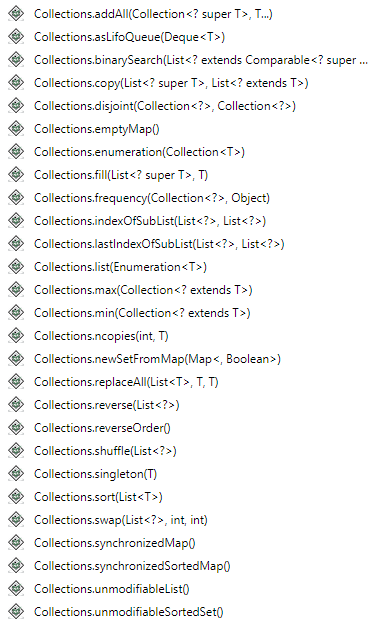 Collections.addAll(Collection<? super T>, T...)
Collections.asLifoQueue(Deque<T>)
Collections.binarySearch(List<? extends Comparable<? super ...
Collections.copy(List<? super T>, List<? extends T>)
Collections.disjoint(Collection<?>, Collection<?>)
Collections.emptyMap()
Collections.enumeration(Collection<T>)
Collections.fill(List<? super T>, T)
Collections.frequency(Collection<?>, Object)
Collections.indexOfSubList(List<?>, List<?>)
Collections.lastIndexOfSubList(List<?>, List<?>)
Collections.list(Enumeration<T>)
Collections.max(Collection<? extends T>)
Collections.min(Collection<? extends T>)
Collections.ncopies(int, T)
Collections.newSetFromMap(Map<, Boolean>)
Collections.replaceAll(List<T>, T, T)
Collections.reverse(List<?>)
Collections.reverseOrder()
Collections.shuffle(List<?>)
Collections.singleton(T)
Collections.sort(List<T>)
Collections.swap(List<?>, int, int)
Collections.synchronizedMap()
Collections.synchronizedSortedMap()
Collections.unmodifiableList()
Collections.unmodifiableSortedSet()